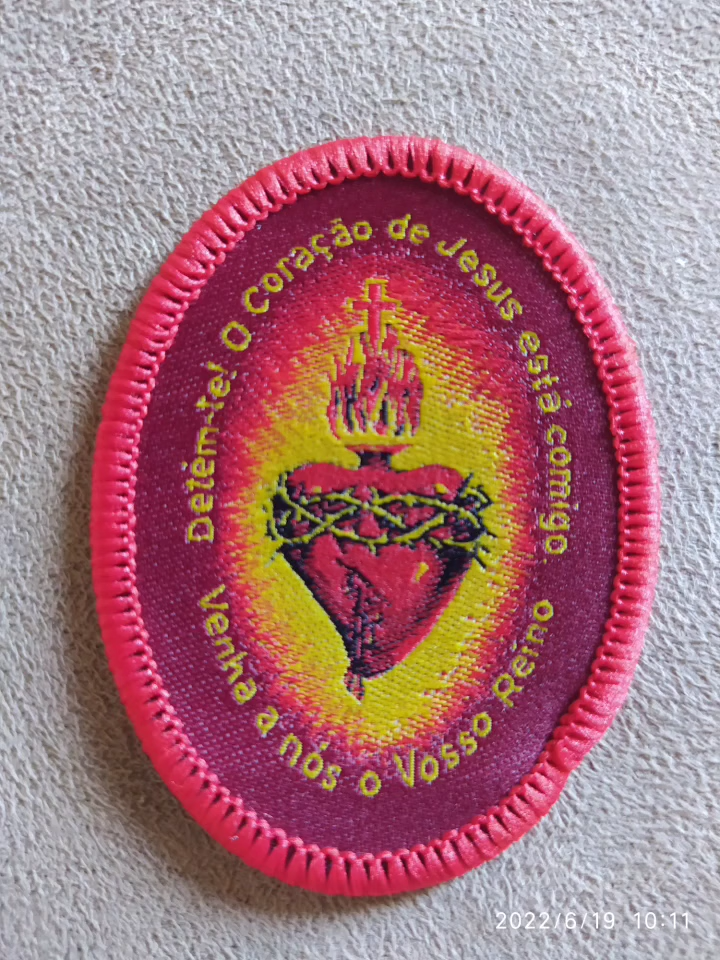 Detém-te! O Coração de Jesus está comigo
Venha a nós o Vosso Reino
2022/6/19 10:11